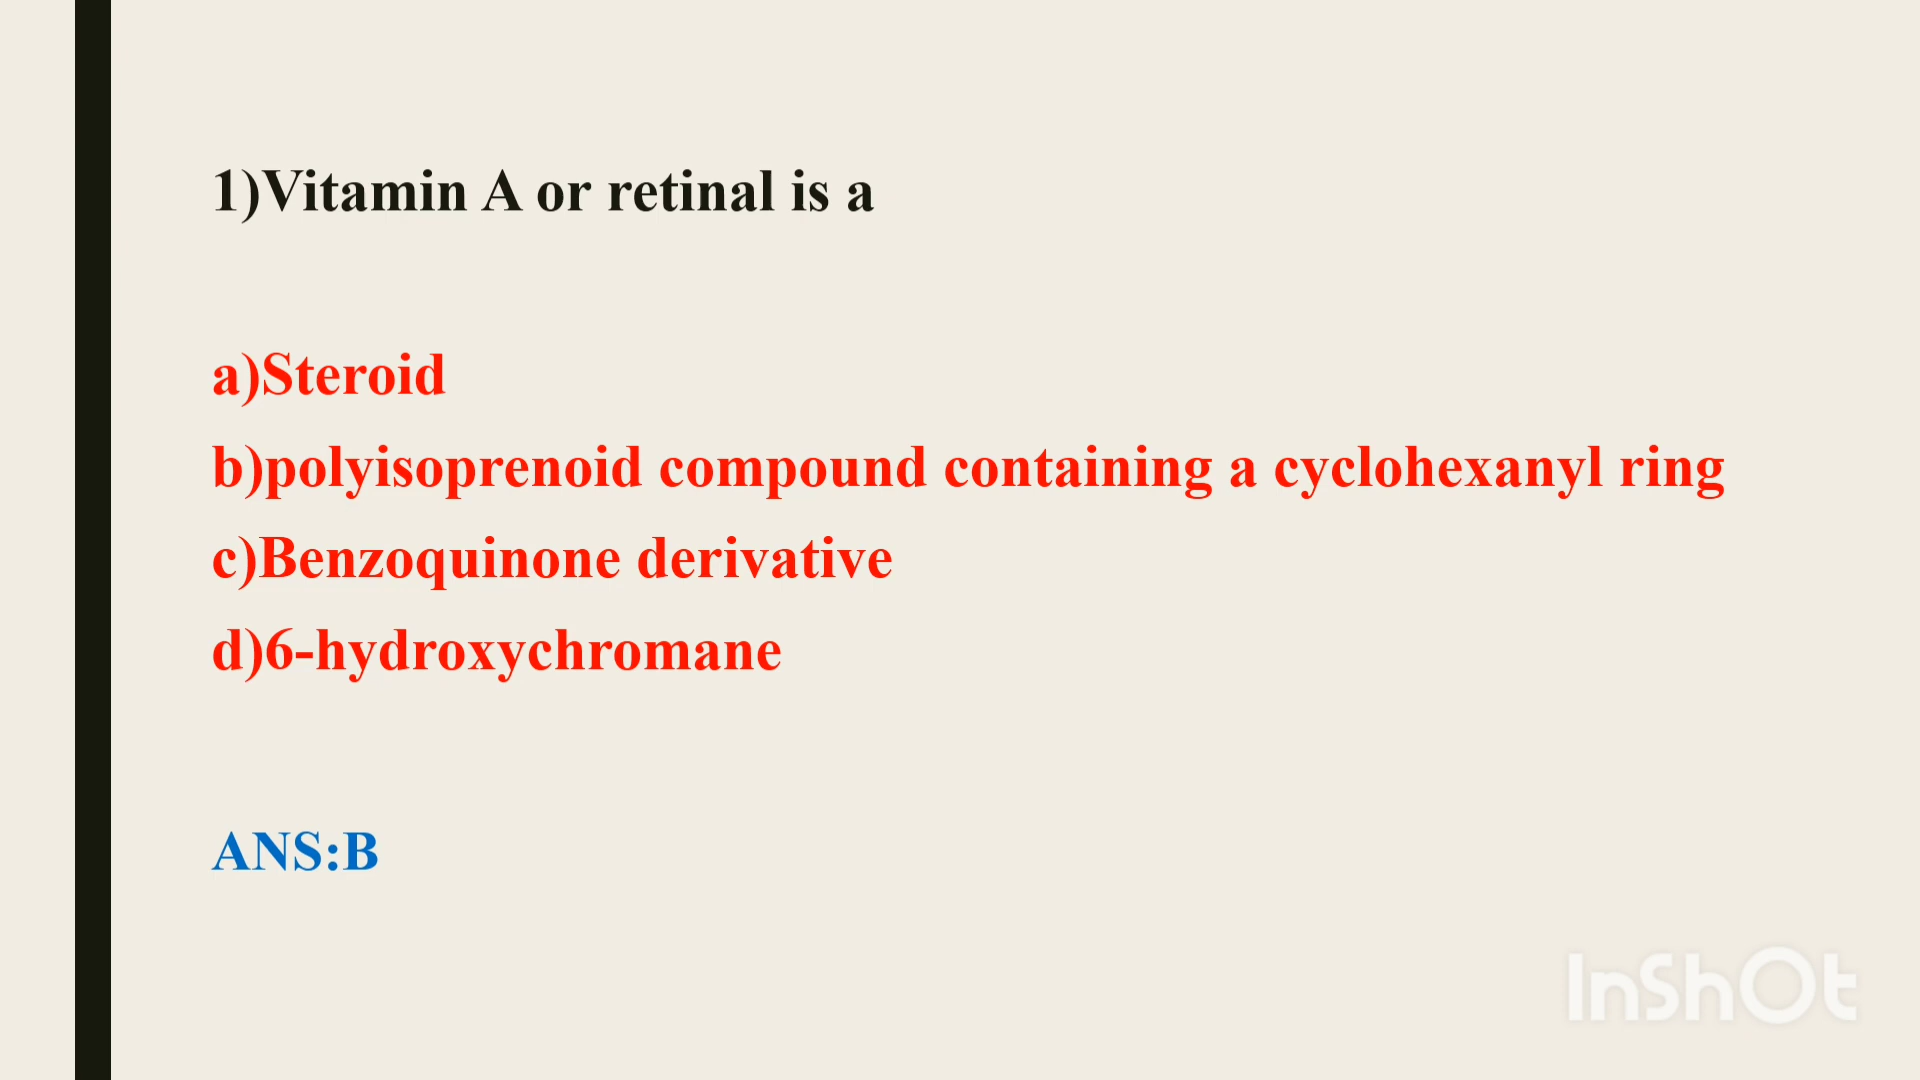 1)Vitamin A or retinal is a
a)Steroid
b)polyisoprenoid compound containing a cyclohexanyl ring
c)Benzoquinone derivative
d)6-hydroxychromane
ANS:B
InShOt